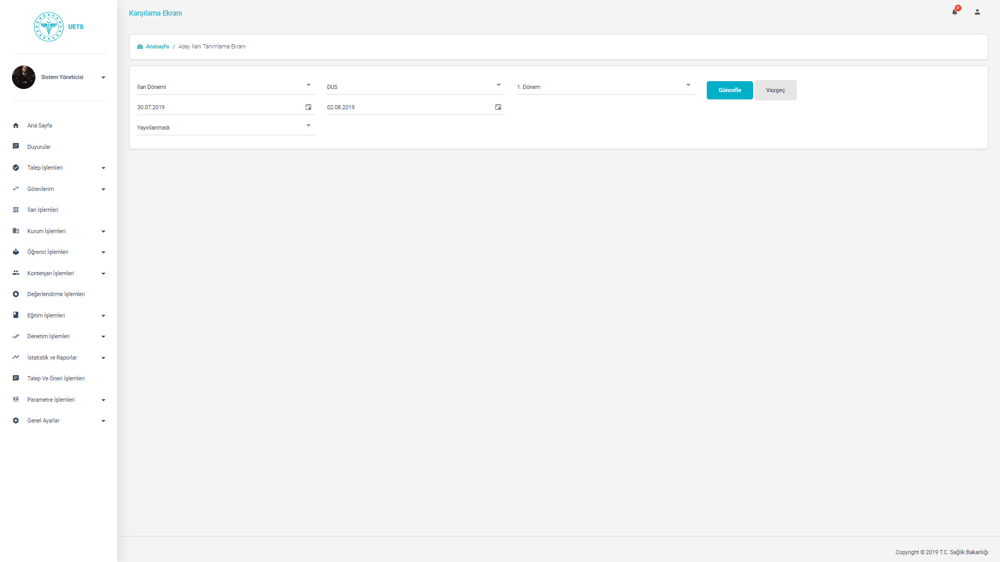 UETS
Sistem Yöneticisi
Ana Sayfa
Duyurular
Talep İşlemleri
Görevlerim
İlan İşlemleri
Kurum İşlemleri
Öğrenci İşlemleri
Kontenjan İşlemleri
Değerlendirme İşlemleri
Eğitim İşlemleri
Denetim İşlemleri
İstatistik ve Raporlar
Talep Ve Öneri İşlemleri
Parametre İşlemleri
Genel Ayarlar
Karşılama Ekranı
0
Anasayfa / Aday İlanı Tanımlama Ekranı
İlan Dönemi DUS 1. Dönem Güncelle Vazgeç
30.07.2019 02.08.2019
Yayınlanmadı
Copyright © 2019 T.C. Sağlık Bakanlığı